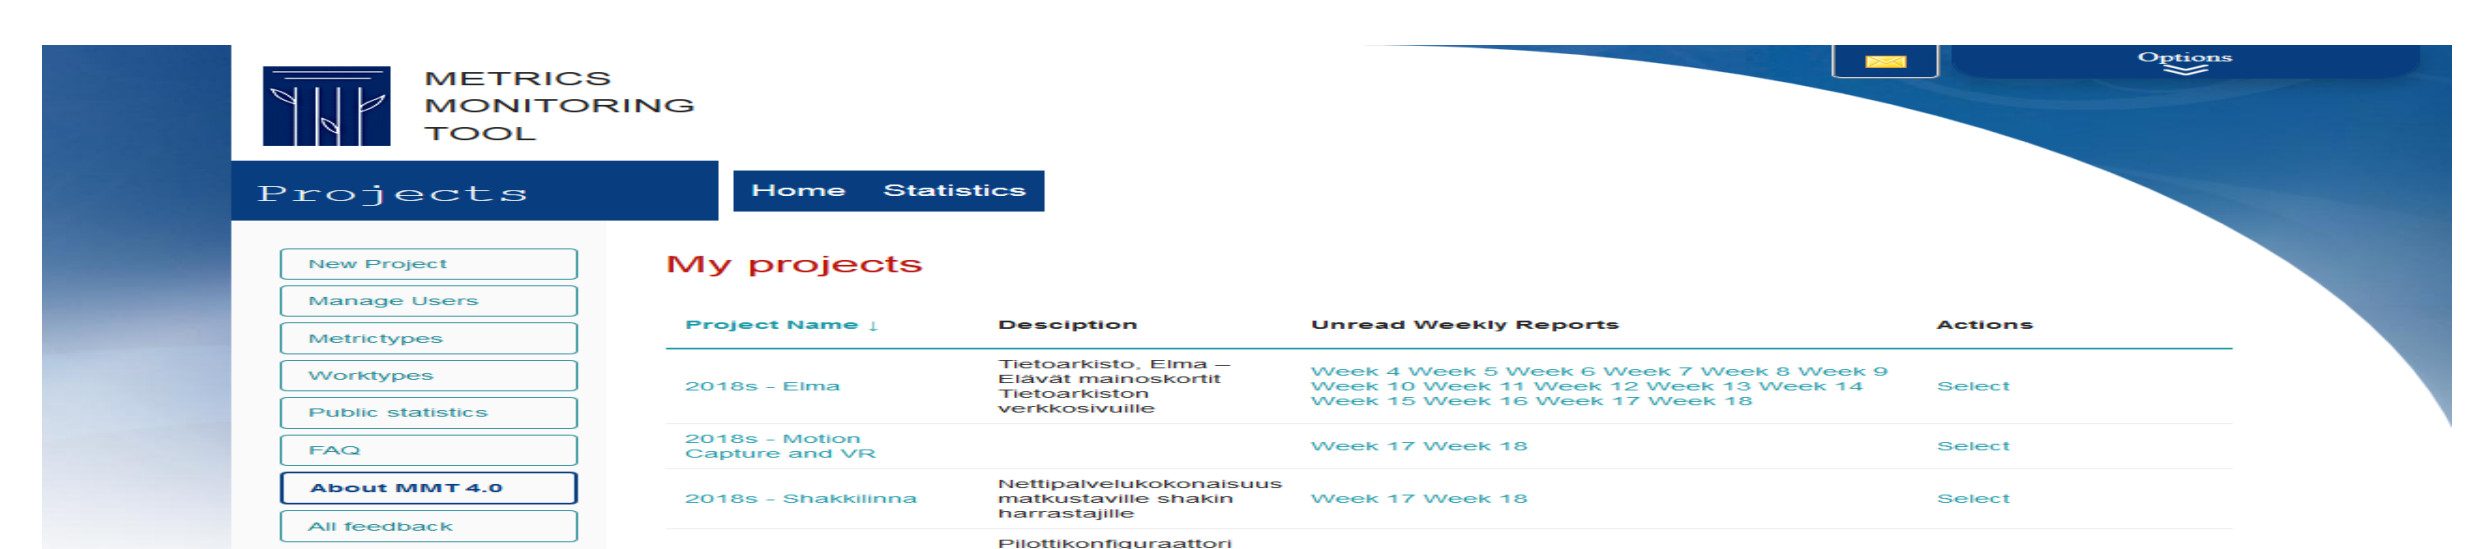 METRICS
MONITORING
TOOL
Options
Projects
Home Statistics
New Project
Manage Users
Metrictypes
Worktypes
Public statistics
FAQ
About MMT 4.0
All feedback
My projects
Project Name ↓ Desciption Unread Weekly Reports Actions
2018s - Elma
Tietoarkisto, Elma –
Elävät mainoskortit
Tietoarkiston
verkkosivuille
Week 4 Week 5 Week 6 Week 7 Week 8 Week 9
Week 10 Week 11 Week 12 Week 13 Week 14
Week 15 Week 16 Week 17 Week 18
Select
2018s - Motion
Capture and VR
Week 17 Week 18
Select
2018s - Shakkilinna
Nettipalvelukokonaisuus
matkustaville shakin
harrastajille
Week 17 Week 18
Select
Pilottikonfiguraattori